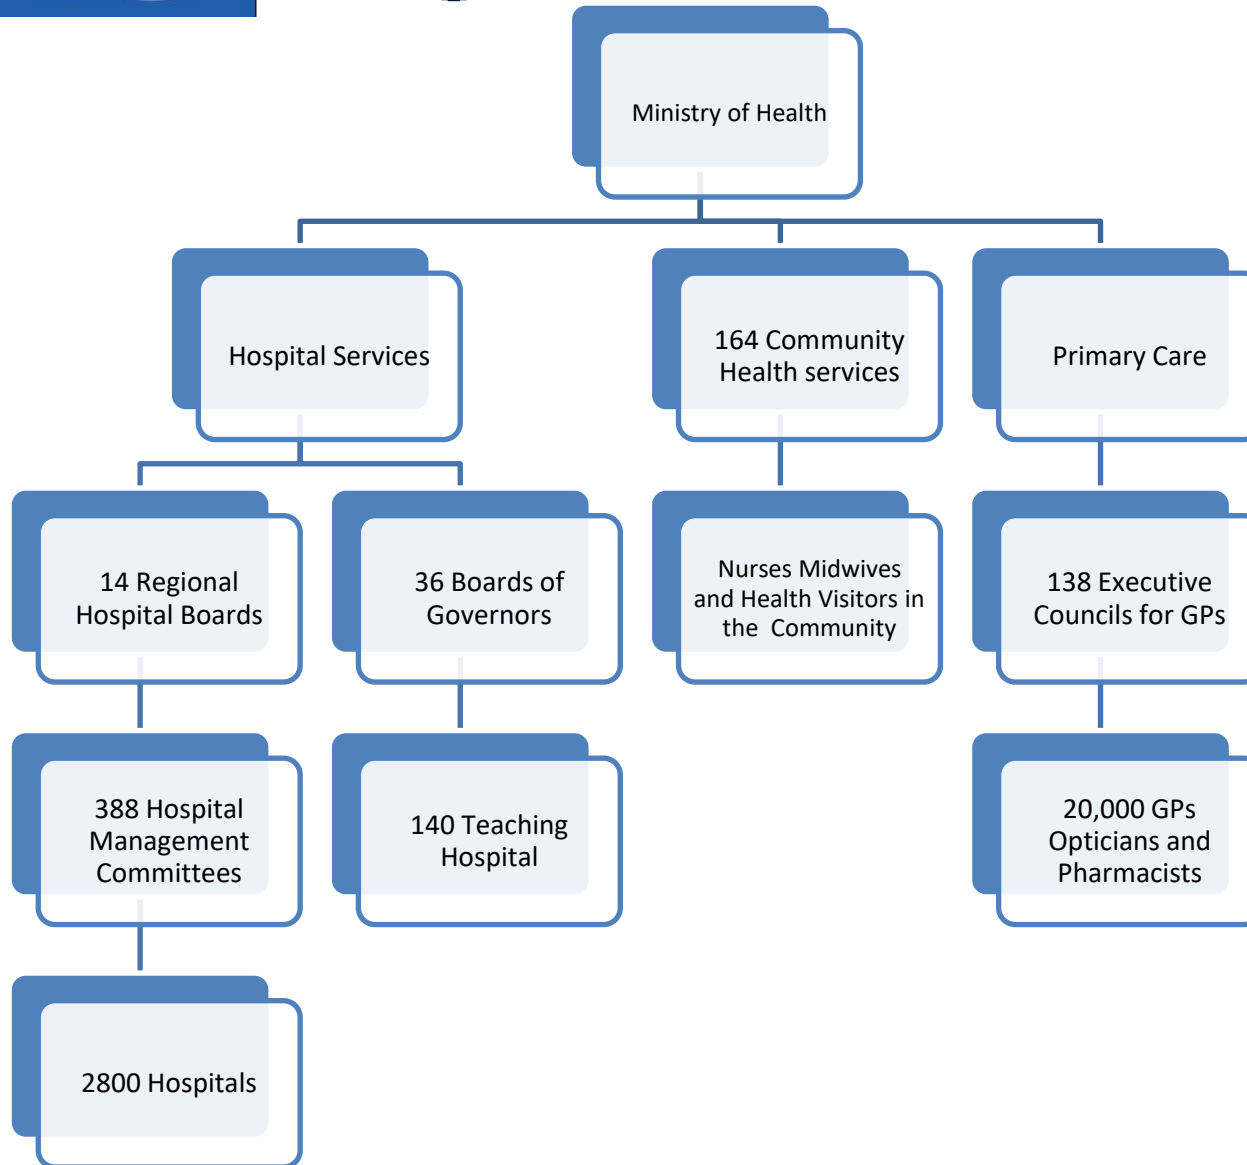 Ministry of Health
Hospital Services
164 Community
Health services
Primary Care
14 Regional
Hospital Boards
36 Boards of
Governors
Nurses Midwives
and Health Visitors in
the Community
138 Executive
Councils for GPs
388 Hospital
Management
Committees
140 Teaching
Hospital
20,000 GPs
Opticians and
Pharmacists
2800 Hospitals